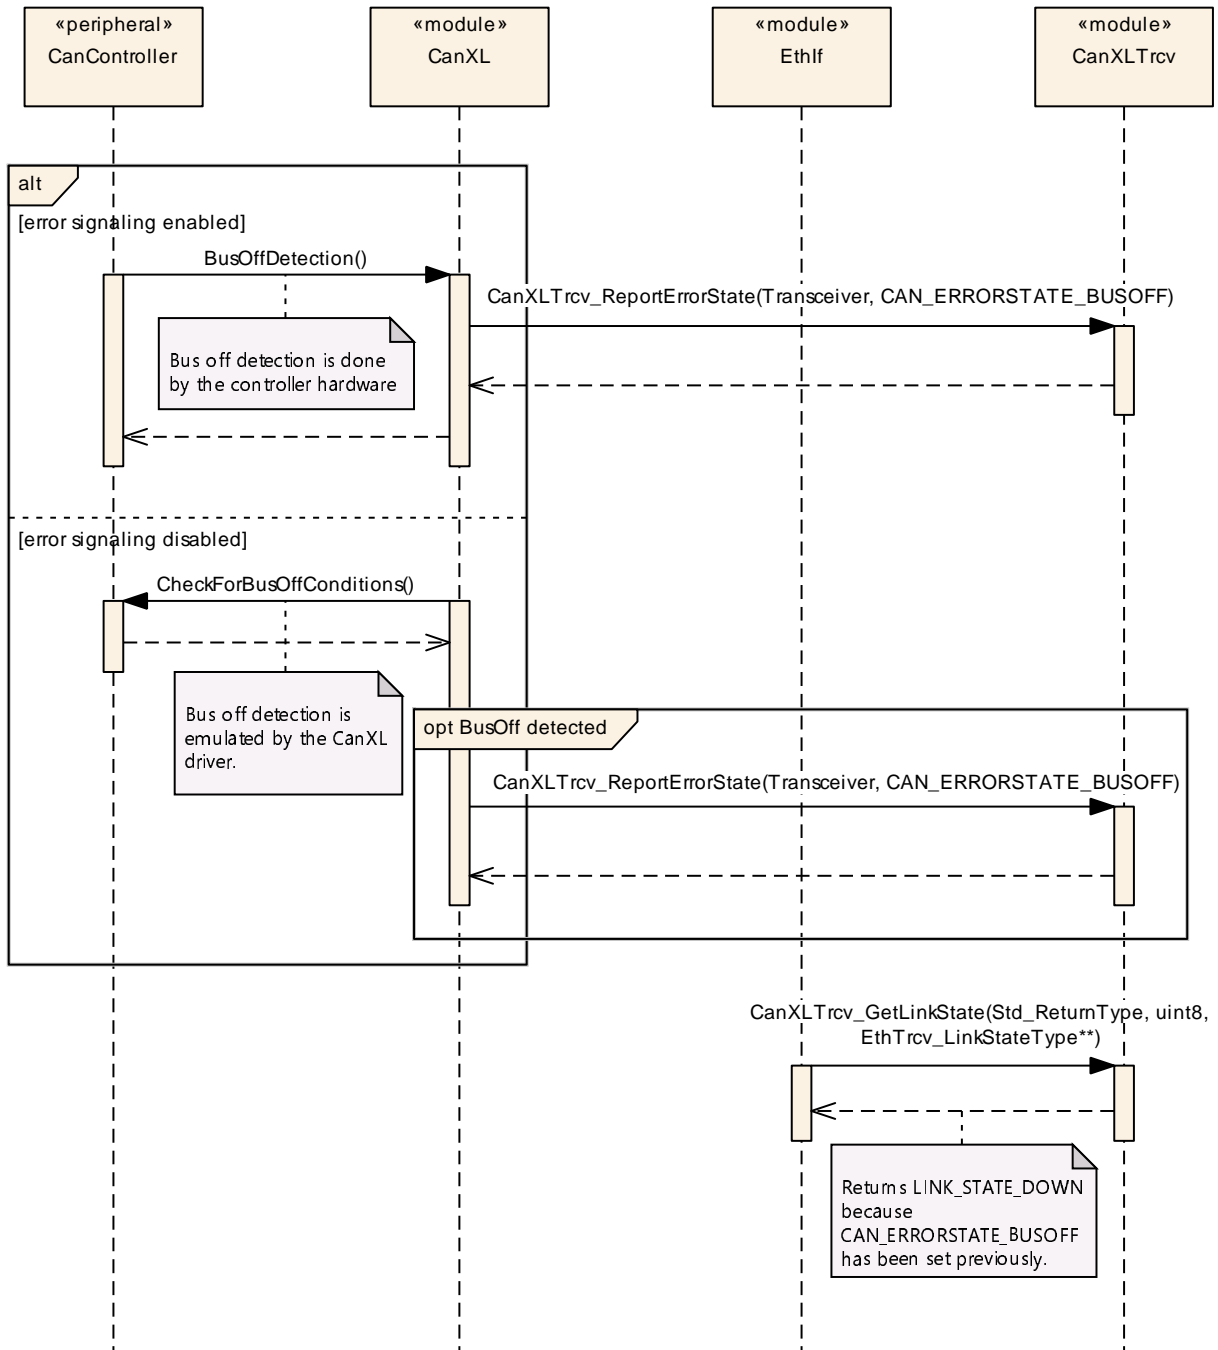 «peripheral»
CanController
«module»
CanXL
«module»
EthIf
«module»
CanXLTrcv
alt
[error signaling enabled]
BusOffDetection()
CanXLTrcv_ReportErrorState(Transceiver, CAN_ERRORSTATE_BUSOFF)
Bus off detection is done
by the controller hardware
[error signaling disabled]
CheckForBusOffConditions()
Bus off detection is
emulated by the CanXL
driver.
opt BusOff detected
CanXLTrcv_ReportErrorState(Transceiver, CAN_ERRORSTATE_BUSOFF)
CanXLTrcv_GetLinkState(Std_ReturnType, uint8,
EthTrcv_LinkStateType**)
Returns LINK_STATE_DOWN
because
CAN_ERRORSTATE_BUSOFF
has been set previously.